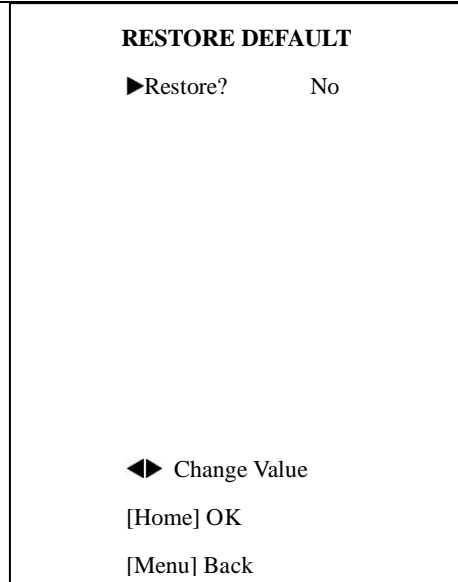 RESTORE DEFAULT
▶Restore? No
◀▶ Change Value
[Home] OK
[Menu] Back